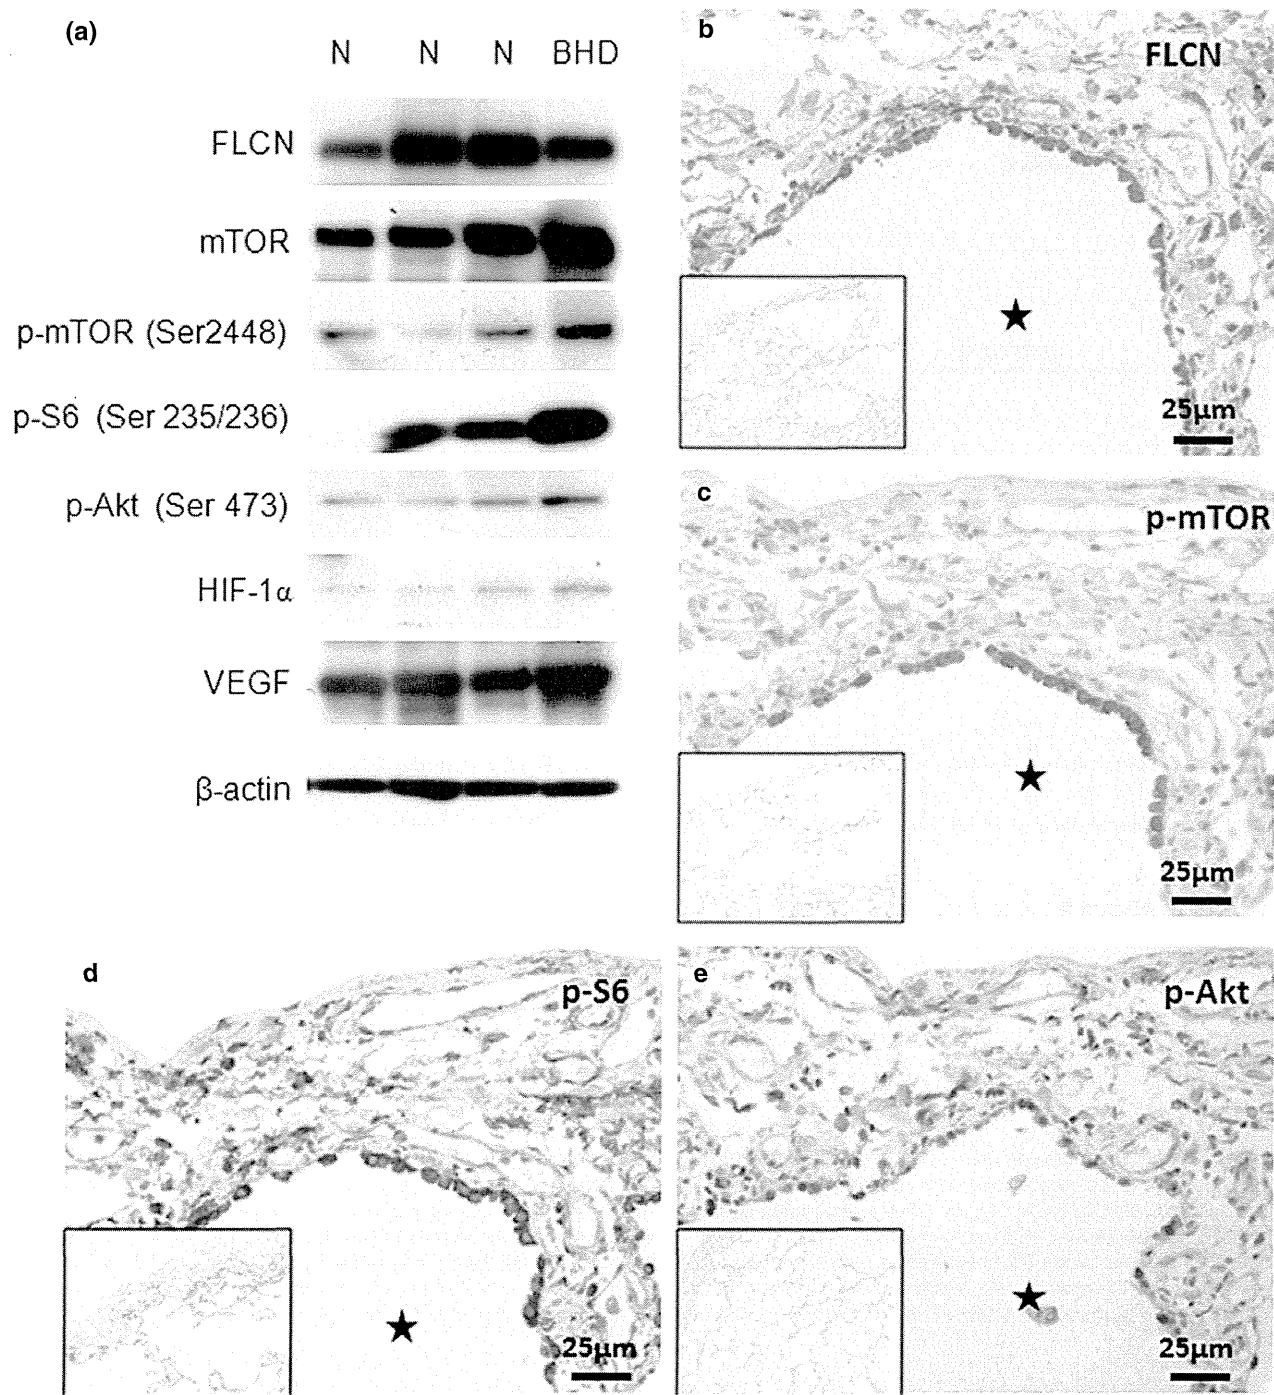 (a)
N N N BHD
FLCN
mTOR
p-mTOR (Ser2448)
p-S6 (Ser 235/236)
p-Akt (Ser 473)
HIF-1α
VEGF
β-actin
b
FLCN
25μm
c
p-mTOR
25μm
d
p-S6
25μm
e
p-Akt
25μm